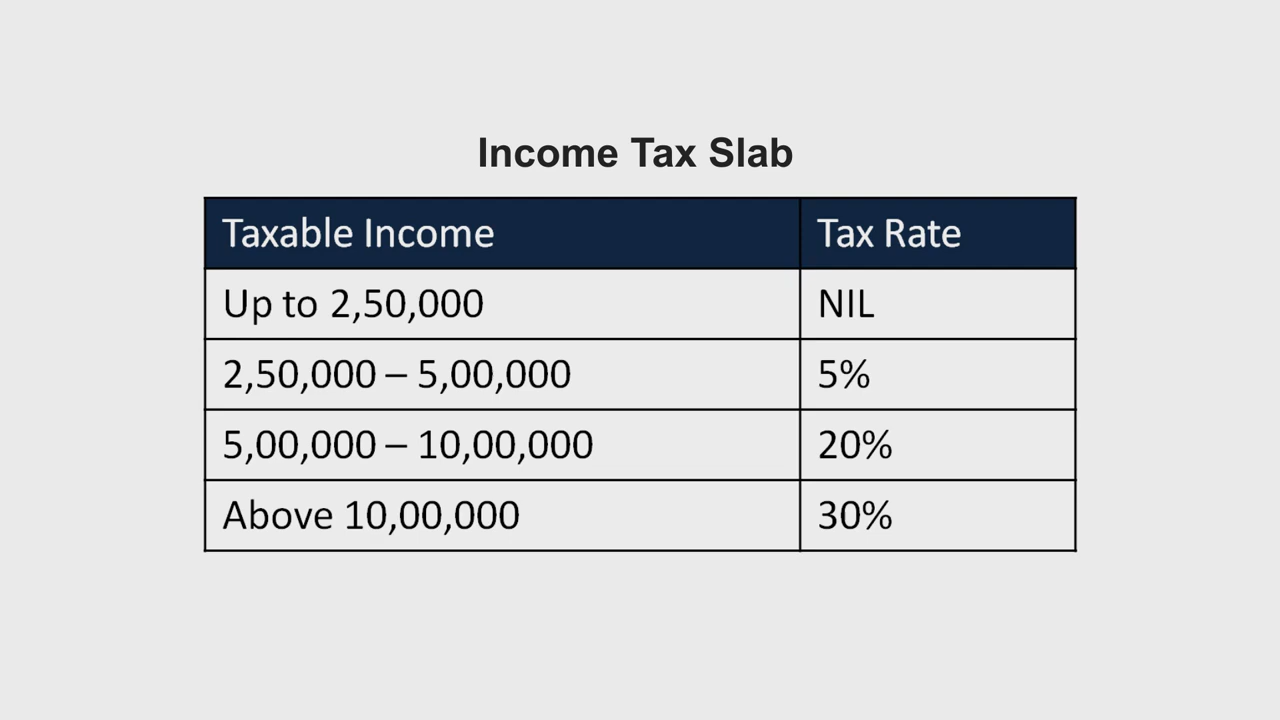 Income Tax Slab
Taxable Income Tax Rate
Up to 2,50,000 NIL
2,50,000 – 5,00,000 5%
5,00,000 – 10,00,000 20%
Above 10,00,000 30%